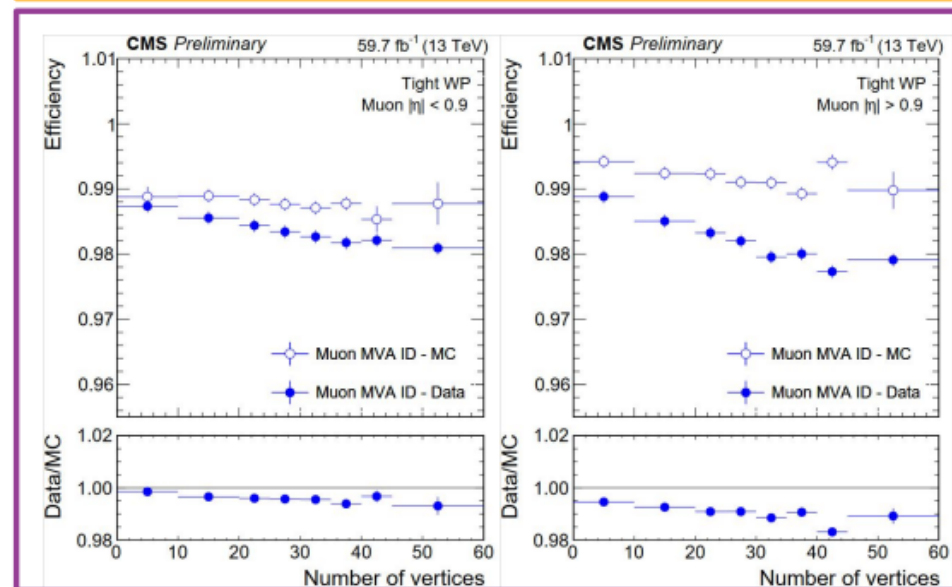 CMS Preliminary 59.7 fb⁻¹ (13 TeV)
Efficiency
1.01
1
0.99
0.98
0.97
0.96
Tight WP
Muon |η| < 0.9
Muon MVA ID - MC
Muon MVA ID - Data
Data/MC
1.02
1.00
0.98
0 10 20 30 40 50 60
Number of vertices
CMS Preliminary 59.7 fb⁻¹ (13 TeV)
Efficiency
1.01
1
0.99
0.98
0.97
0.96
Tight WP
Muon |η| > 0.9
Muon MVA ID - MC
Muon MVA ID - Data
Data/MC
1.02
1.00
0.98
0 10 20 30 40 50 60
Number of vertices